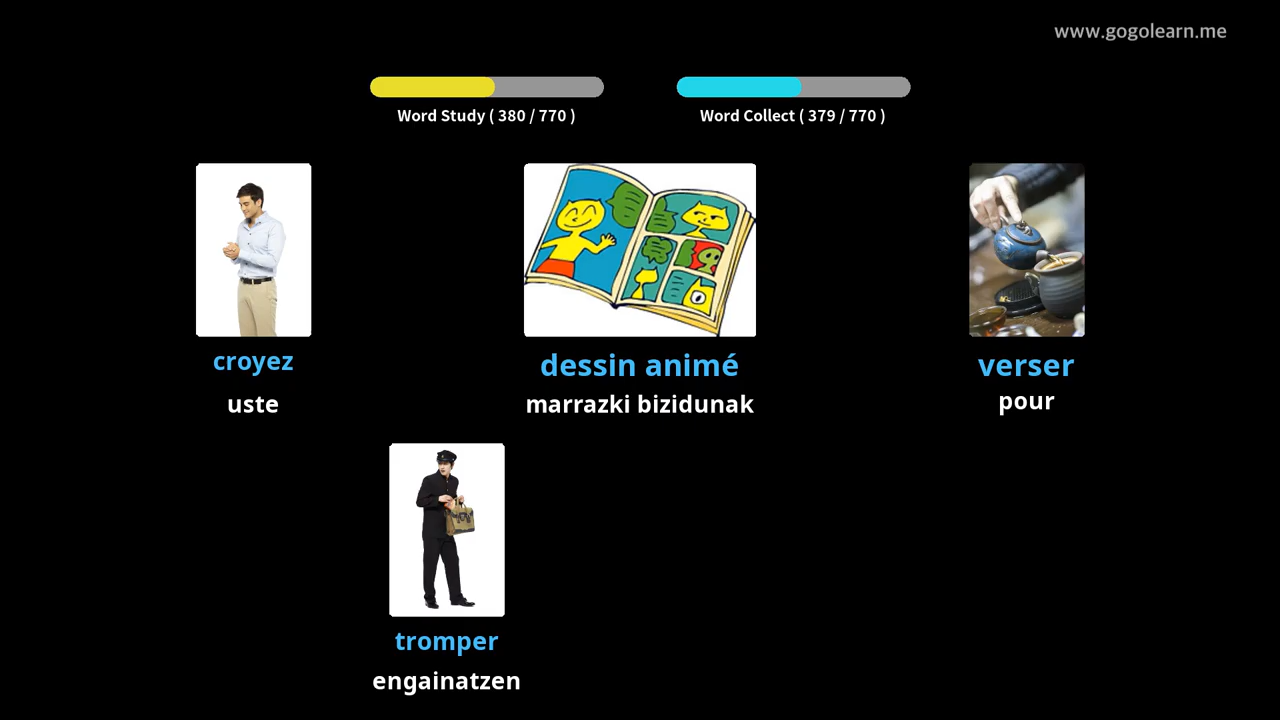 www.gogolearn.me
Word Study ( 380 / 770 )
Word Collect ( 379 / 770 )
croyez
uste
dessin animé
marrazki bizidunak
verser
pour
tromper
engainatzen